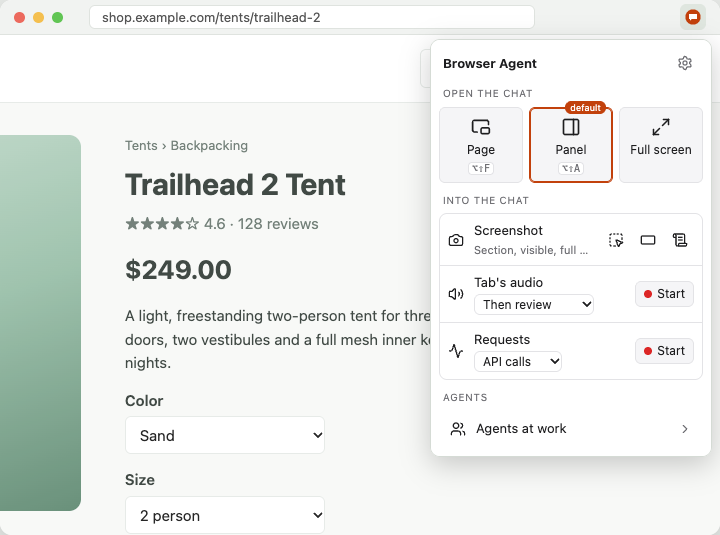 shop.example.com/tents/trailhead-2
Browser Agent
OPEN THE CHAT
default
Page
⌥⇧F
Panel
⌥⇧A
Full screen
INTO THE CHAT
Screenshot
Section, visible, full ...
Tab's audio
Then review
Start
Requests
API calls
Start
AGENTS
Agents at work
Tents › Backpacking
Trailhead 2 Tent
★★★★☆ 4.6 · 128 reviews
$249.00
A light, freestanding two-person tent for thre
doors, two vestibules and a full mesh inner
nights.
Color
Sand
Size
2 person